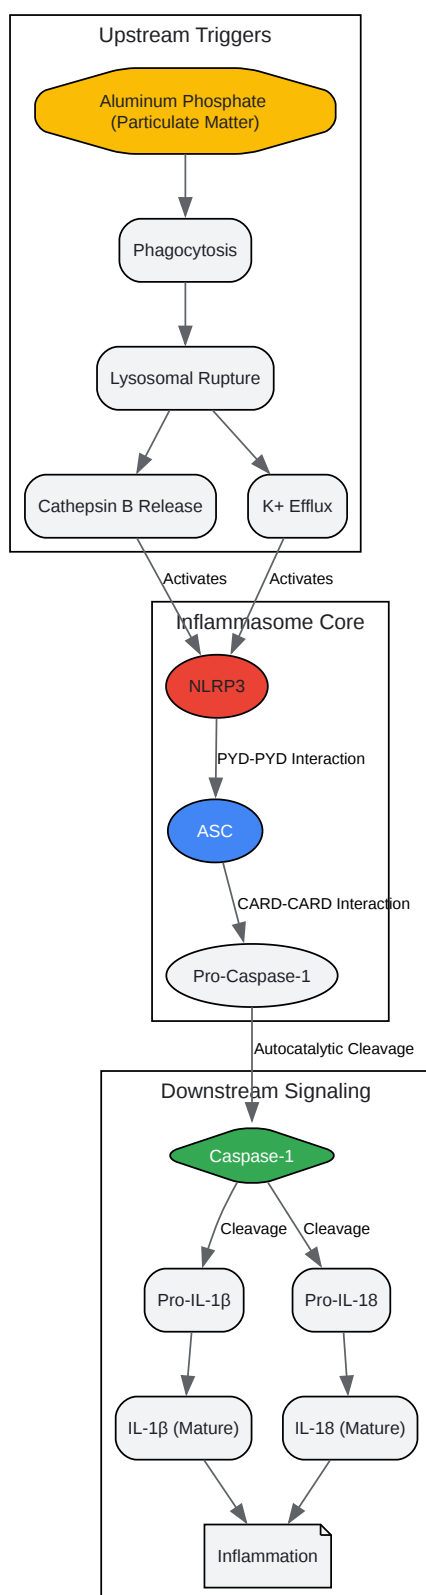 Upstream Triggers
Aluminum Phosphate
(Particulate Matter)
Phagocytosis
Lysosomal Rupture
Cathepsin B Release
K+ Efflux
Activates
Activates
Inflammasome Core
NLRP3
PYD-PYD Interaction
ASC
CARD-CARD Interaction
Pro-Caspase-1
Autocatalytic Cleavage
Downstream Signaling
Caspase-1
Cleavage
Cleavage
Pro-IL-1β
Pro-IL-18
IL-1β (Mature)
IL-18 (Mature)
Inflammation